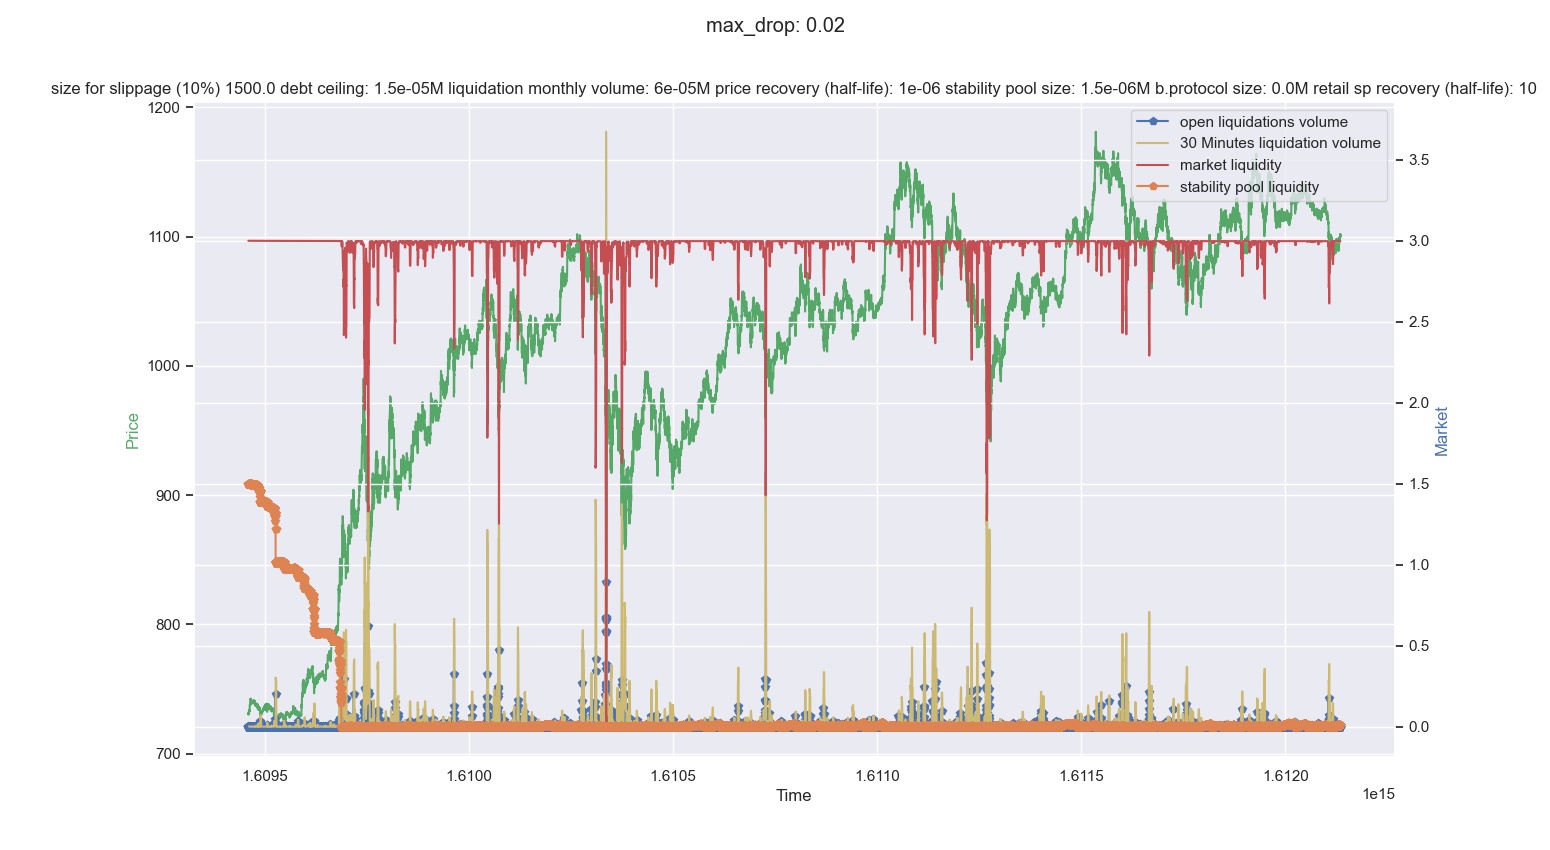 max_drop: 0.02
size for slippage (10%) 1500.0 debt ceiling: 1.5e-05M liquidation monthly volume: 6e-05M price recovery (half-life): 1e-06 stability pool size: 1.5e-06M b.protocol size: 0.0M retail sp recovery (half-life): 10
open liquidations volume
30 Minutes liquidation volume
market liquidity
stability pool liquidity
1200
1100
1000
900
800
700
Price
3.5
3.0
2.5
2.0
1.5
1.0
0.5
0.0
Market
1.6095 1.6100 1.6105 1.6110 1.6115 1.6120
Time
1e15